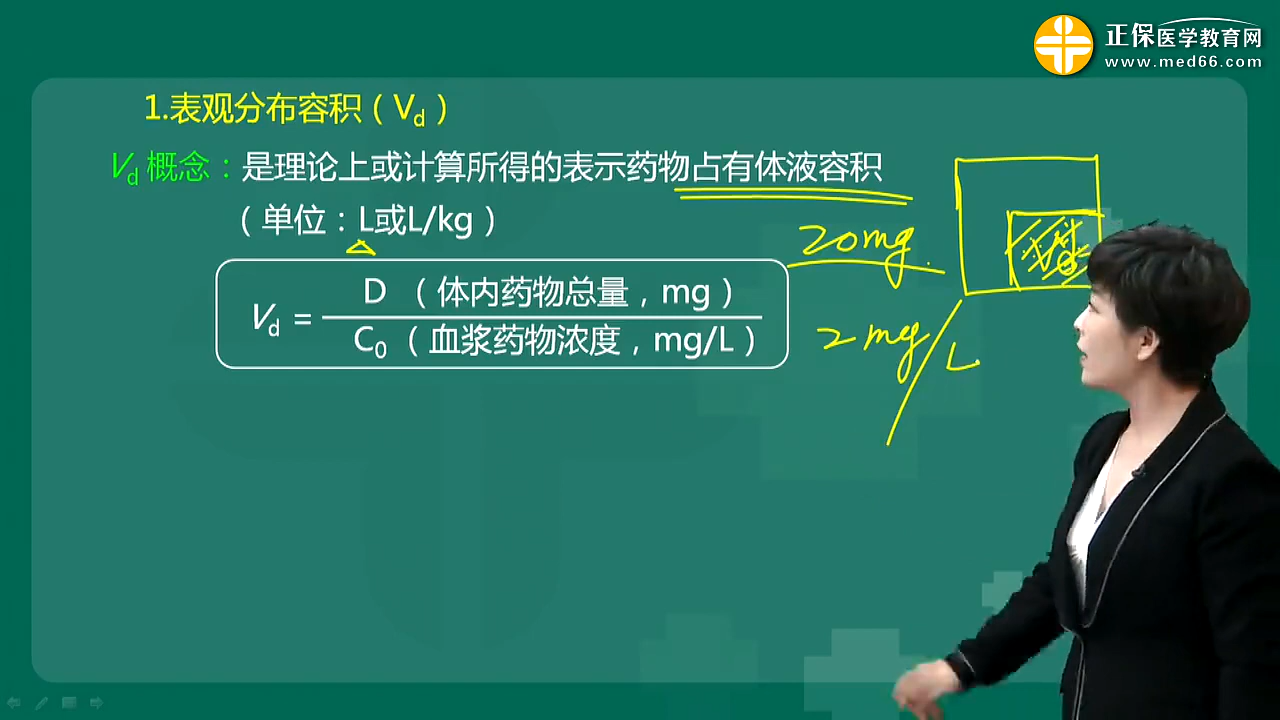 正保医学教育网
www.med66.com
1.表观分布容积（Vd）
Vd 概念：是理论上或计算所得的表示药物占有体液容积
（单位：L或L/kg）
20mg.
Vd = D （体内药物总量，mg）
C0（血浆药物浓度，mg/L）
2mg/L